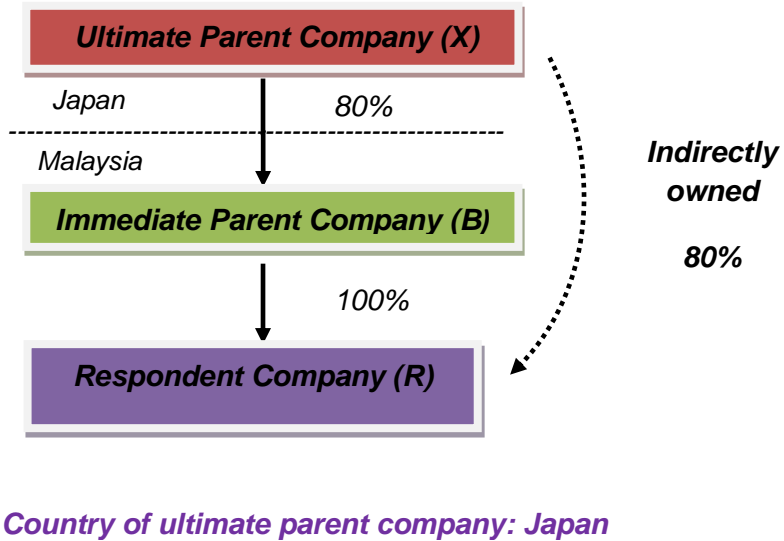 Ultimate Parent Company (X)
Japan
80%
Malaysia
Indirectly
owned
80%
Immediate Parent Company (B)
100%
Respondent Company (R)
Country of ultimate parent company: Japan